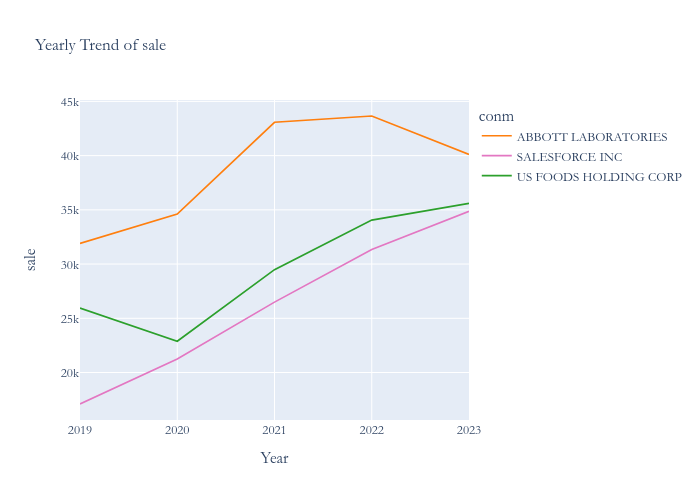 Yearly Trend of sale
conm
ABBOTT LABORATORIES
SALESFORCE INC
US FOODS HOLDING CORP
sale
45k
40k
35k
30k
25k
20k
2019 2020 2021 2022 2023
Year